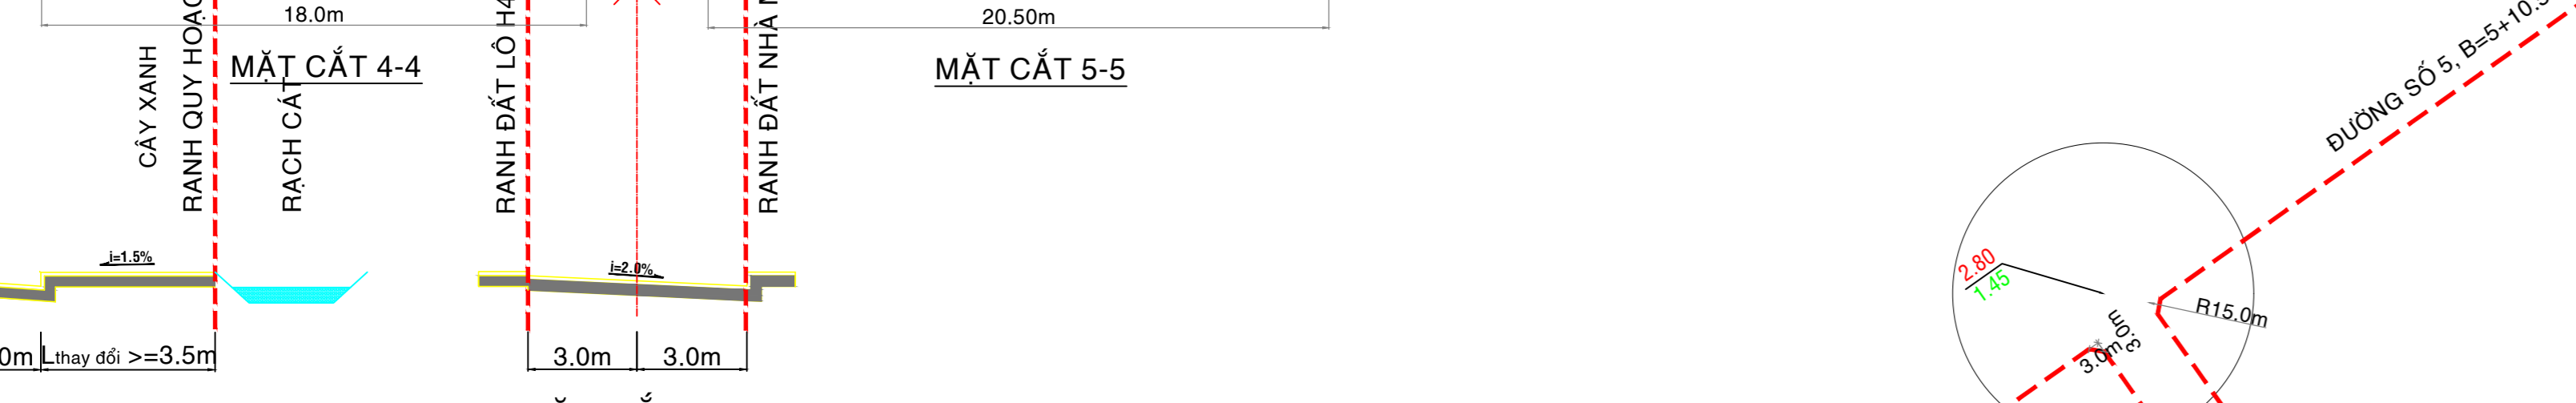 18.0m
20.50m
MẶT CẮT 4-4
MẶT CẮT 5-5
CÂY XANH
RANH QUY HOẠC
RẠCH CÁT
RANH ĐẤT LÔ H4
RANH ĐẤT NHÀ
ĐƯỜNG SỐ 5, B=5+10.5
i=1.5%
i=2.0%
2.80
1.45
R15.0m
3.0m
3.0m
0m
Lthay đổi >=3.5m
3.0m
3.0m